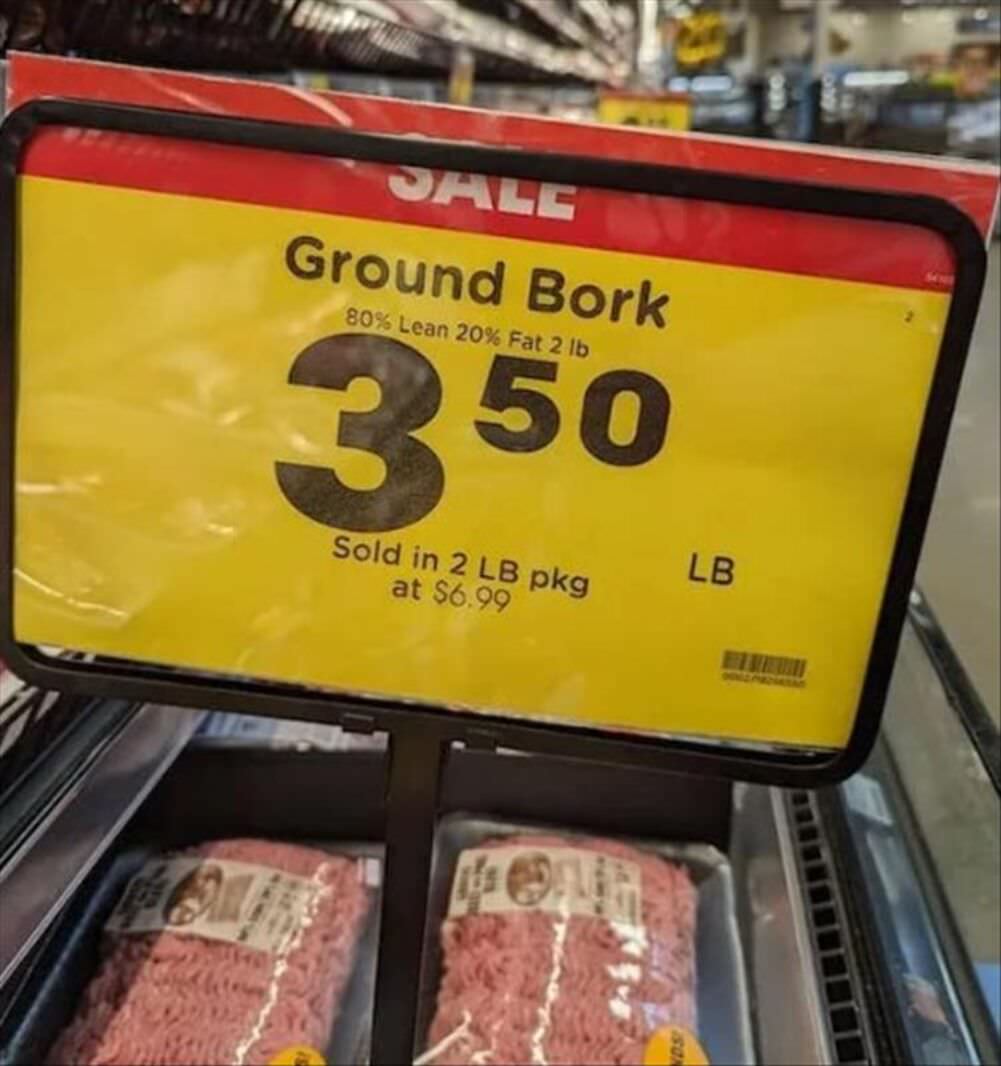 SALE
Ground Bork
80% Lean 20% Fat 2 lb
3 50
LB
Sold in 2 LB pkg
at $6.99
2